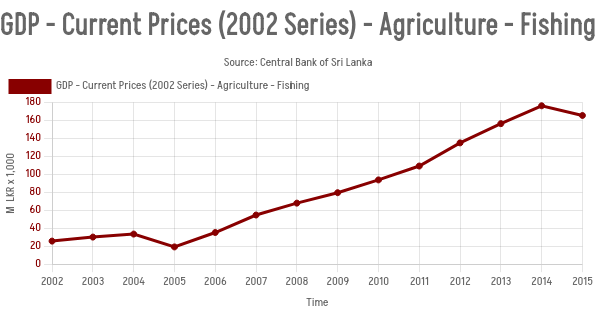 GDP - Current Prices (2002 Series) - Agriculture - Fishing
Source: Central Bank of Sri Lanka
GDP - Current Prices (2002 Series) - Agriculture - Fishing
M LKR x 1,000
180
160
140
120
100
80
60
40
20
0
2002 2003 2004 2005 2006 2007 2008 2009 2010 2011 2012 2013 2014 2015
Time